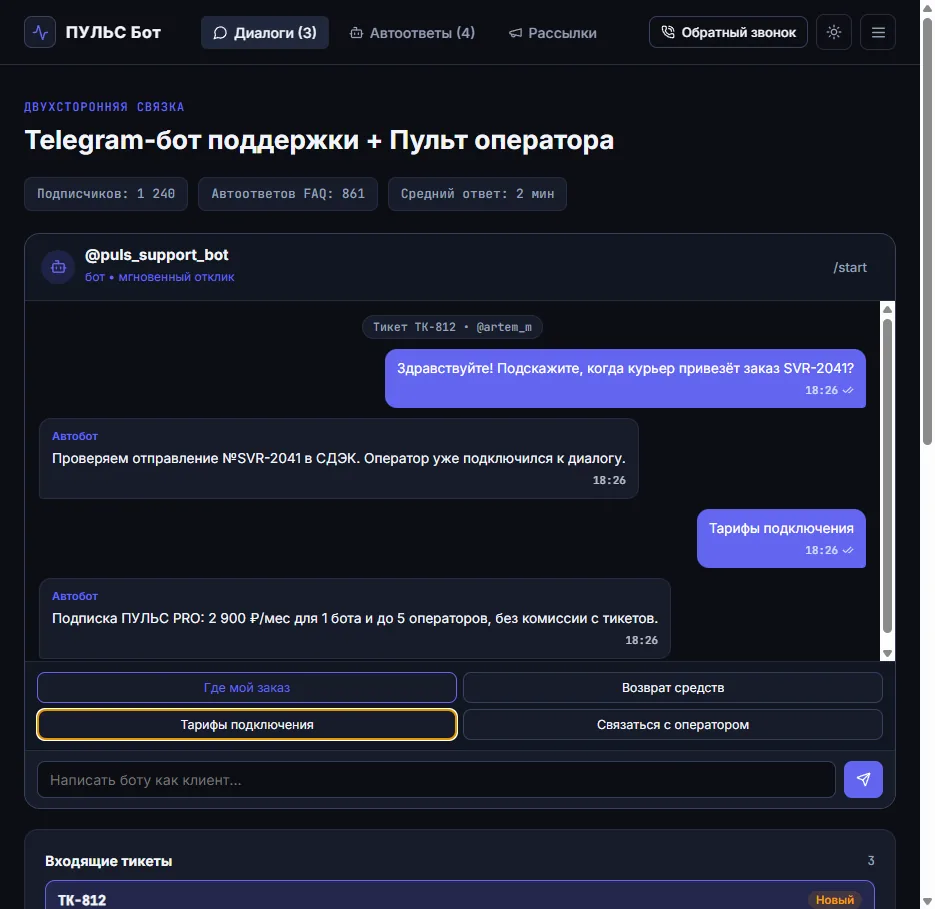 ПУЛЬС Бот
Диалоги (3)
Автоответы (4)
Рассылки
Обратный звонок
ДВУХСТОРОННЯЯ СВЯЗКА
Telegram-бот поддержки + Пульт оператора
Подписчиков: 1 240
Автоответов FAQ: 861
Средний ответ: 2 мин
@puls_support_bot
бот • мгновенный отклик
/start
Тикет ТК-812 • @artem_m
Здравствуйте! Подскажите, когда курьер привезёт заказ SVR-2041?
18:26
Автобот
Проверяем отправление №SVR-2041 в СДЭК. Оператор уже подключился к диалогу.
18:26
Тарифы подключения
18:26
Автобот
Подписка ПУЛЬС PRO: 2 900 ₽/мес для 1 бота и до 5 операторов, без комиссии с тикетов.
18:26
Где мой заказ
Возврат средств
Тарифы подключения
Связаться с оператором
Написать боту как клиент...
Входящие тикеты
3
ТК-812
Новый